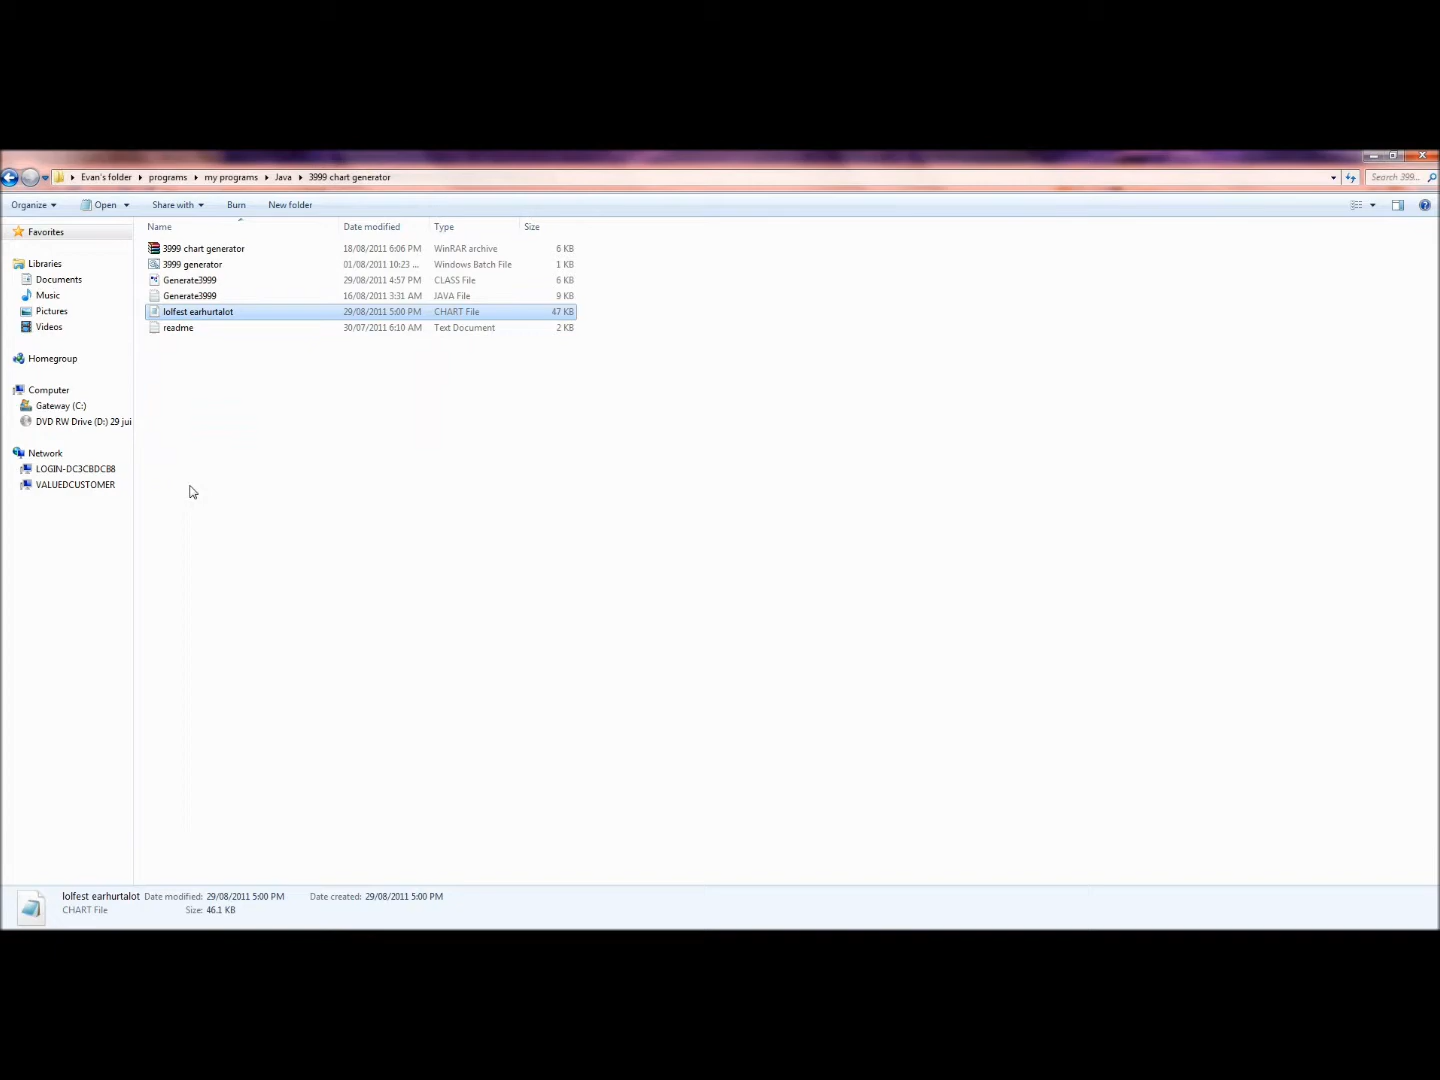 Evan's folder programs my programs Java 3999 chart generator Search 399...
Organize Open Share with Burn New folder
Favorites
Libraries
Documents
Music
Pictures
Videos
Homegroup
Computer
Gateway (C:)
DVD RW Drive (D:) 29 jui
Network
LOGIN-DC3CBDCB8
VALUEDCUSTOMER
Name Date modified Type Size
3999 chart generator 18/08/2011 6:06 PM WinRAR archive 6 KB
3999 generator 01/08/2011 10:23 ... Windows Batch File 1 KB
Generate3999 29/08/2011 4:57 PM CLASS File 6 KB
Generate3999 16/08/2011 3:31 AM JAVA File 9 KB
lolfest earhurtalot 29/08/2011 5:00 PM CHART File 47 KB
readme 30/07/2011 6:10 AM Text Document 2 KB
lolfest earhurtalot Date modified: 29/08/2011 5:00 PM Date created: 29/08/2011 5:00 PM
CHART File Size: 46.1 KB